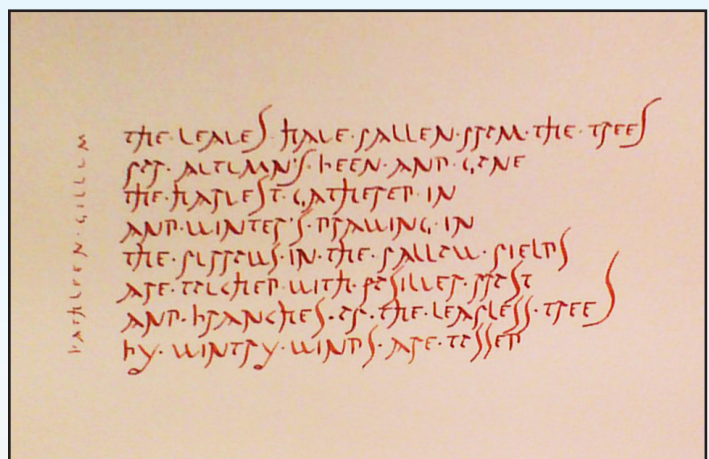 THE·LEAVES·HAVE·FALLEN·FROM·THE·TREES
FOR·AUTUMN'S·BEEN·AND·GONE
THE·HARVEST·GATHERED·IN
AND·WINTER'S·DRAWING·IN
THE·FURROWS·IN·THE·FALLOW·FIELDS
ARE·TOUCHED·WITH·FROST
AND·BRANCHES·OF·THE·LEAFLESS·TREES
BY·WINTRY·WINDS·ARE·TOSSED
KATHLEEN·GILLUM